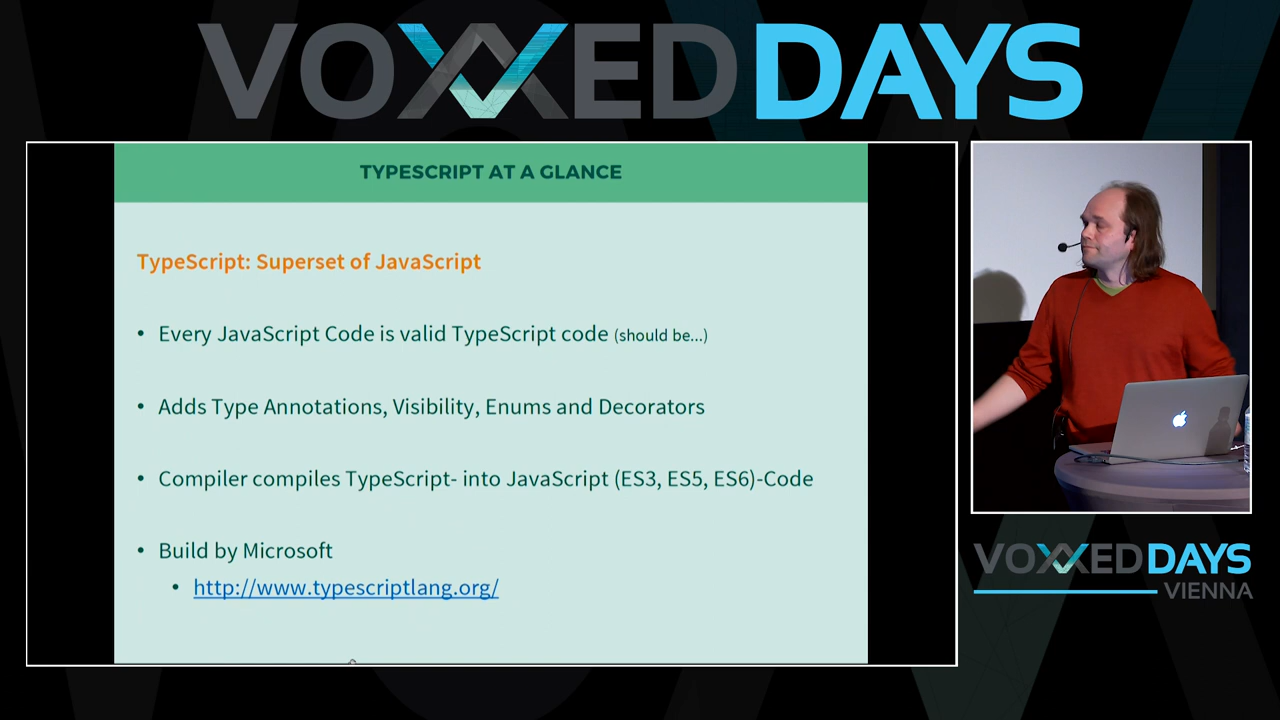 VOXXED DAYS
TYPESCRIPT AT A GLANCE
TypeScript: Superset of JavaScript
• Every JavaScript Code is valid TypeScript code (should be...)
• Adds Type Annotations, Visibility, Enums and Decorators
• Compiler compiles TypeScript- into JavaScript (ES3, ES5, ES6)-Code
• Build by Microsoft
• http://www.typescriptlang.org/
VOXXED DAYS
VIENNA